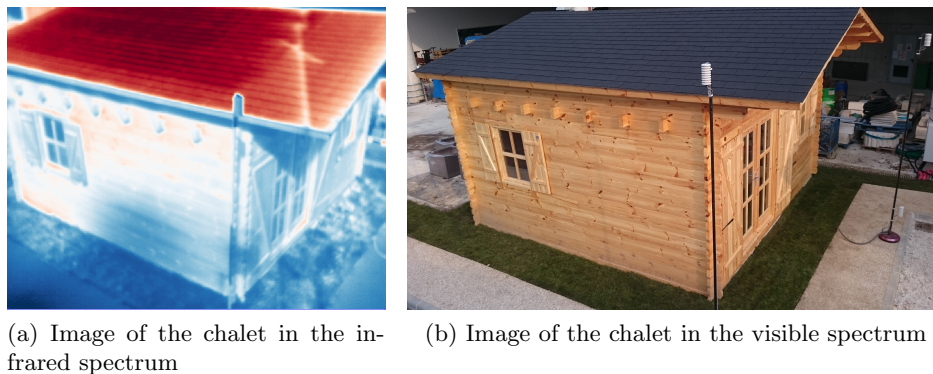 (a) Image of the chalet in the in-
frared spectrum
(b) Image of the chalet in the visible spectrum